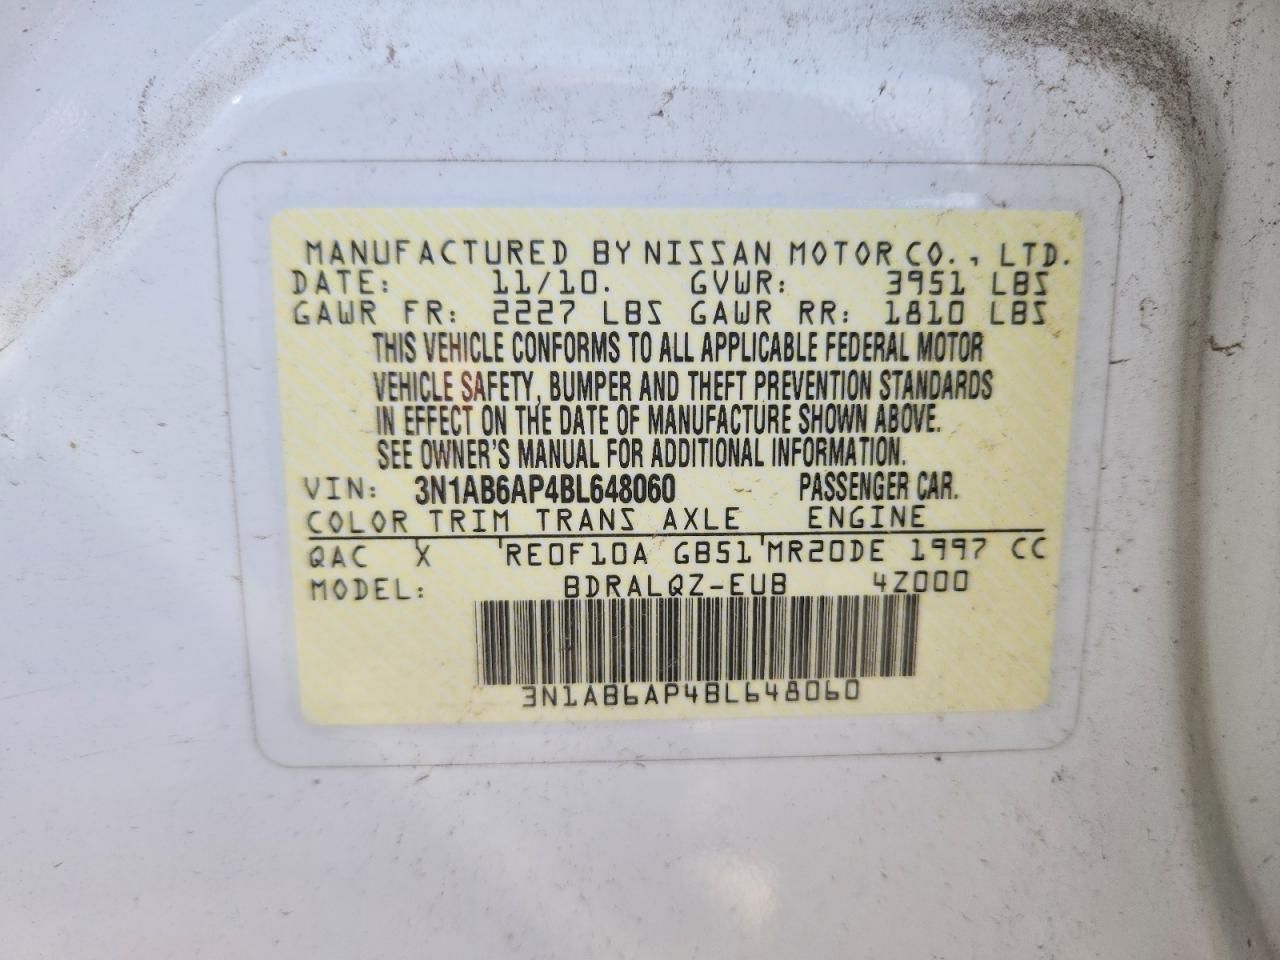 MANUFACTURED BY NISSAN MOTOR CO., LTD.
DATE: 11/10. GVWR: 3951 LBS
GAWR FR: 2227 LBS GAWR RR: 1810 LBS
THIS VEHICLE CONFORMS TO ALL APPLICABLE FEDERAL MOTOR
VEHICLE SAFETY, BUMPER AND THEFT PREVENTION STANDARDS
IN EFFECT ON THE DATE OF MANUFACTURE SHOWN ABOVE.
SEE OWNER'S MANUAL FOR ADDITIONAL INFORMATION.
VIN: 3N1AB6AP4BL648060 PASSENGER CAR.
COLOR TRIM TRANS AXLE ENGINE
QAC X RE0F10A GB51 MR20DE 1997 CC
MODEL: BDRALQZ-EUB 4Z000
3N1AB6AP4BL648060